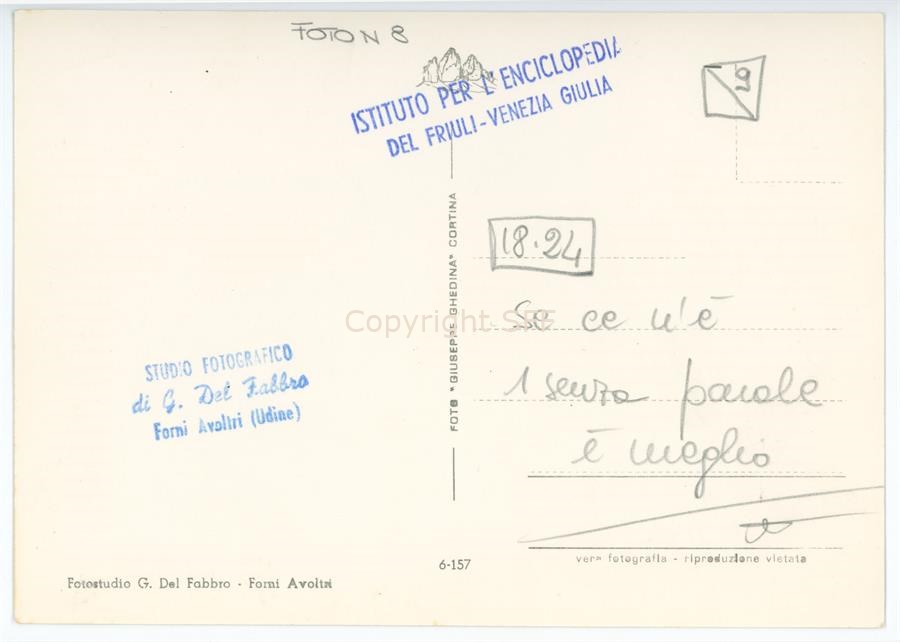 FOTO N 8
ISTITUTO PER L'ENCICLOPEDIA
DEL FRIULI-VENEZIA GIULIA
9
FOTO "GIUSEPPE GHEDINA" CORTINA
18.24
Copyright SFF
Se ce n'è
1 senza parole
è meglio
STUDIO FOTOGRAFICO
di G. Del Fabbro
Forni Avoltri (Udine)
6-157
vera fotografia - riproduzione vietata
Fotostudio G. Del Fabbro - Forni Avoltri